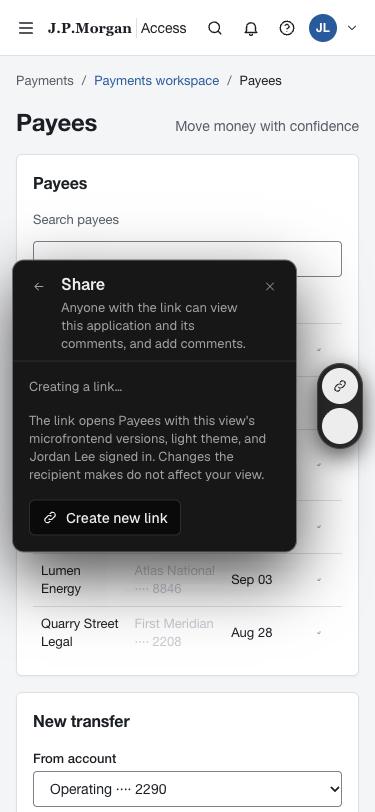 J.P.Morgan Access JL
Payments / Payments workspace / Payees
Payees Move money with confidence
Payees
Search payees
Share
Anyone with the link can view
this application and its
comments, and add comments.
Creating a link…
The link opens Payees with this view's
microfrontend versions, light theme, and
Jordan Lee signed in. Changes the
recipient makes do not affect your view.
Create new link
Lumen
Energy
Atlas National
···· 8846
Sep 03
Quarry Street
Legal
First Meridian
···· 2208
Aug 28
New transfer
From account
Operating ···· 2290